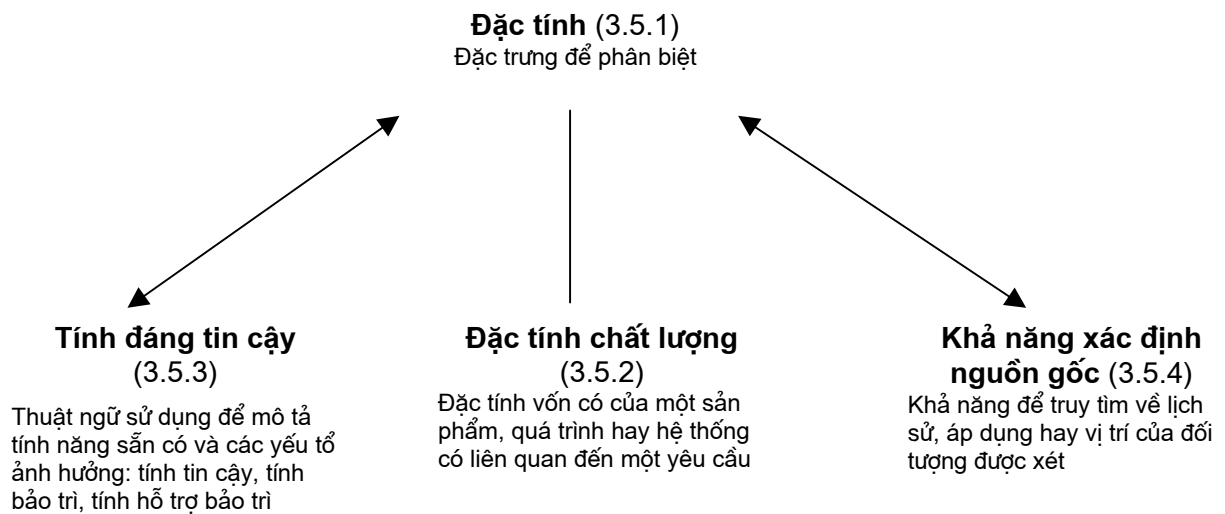 Đặc tính (3.5.1)
Đặc trưng để phân biệt
Tính đáng tin cậy
(3.5.3)
Thuật ngữ sử dụng để mô tả
tính năng sẵn có và các yếu tổ
ảnh hưởng: tính tin cậy, tính
bảo trì, tính hỗ trợ bảo trì
Đặc tính chất lượng
(3.5.2)
Đặc tính vốn có của một sản
phẩm, quá trình hay hệ thống
có liên quan đến một yêu cầu
Khả năng xác định
nguồn gốc (3.5.4)
Khả năng để truy tìm về lịch
sử, áp dụng hay vị trí của đối
tượng được xét